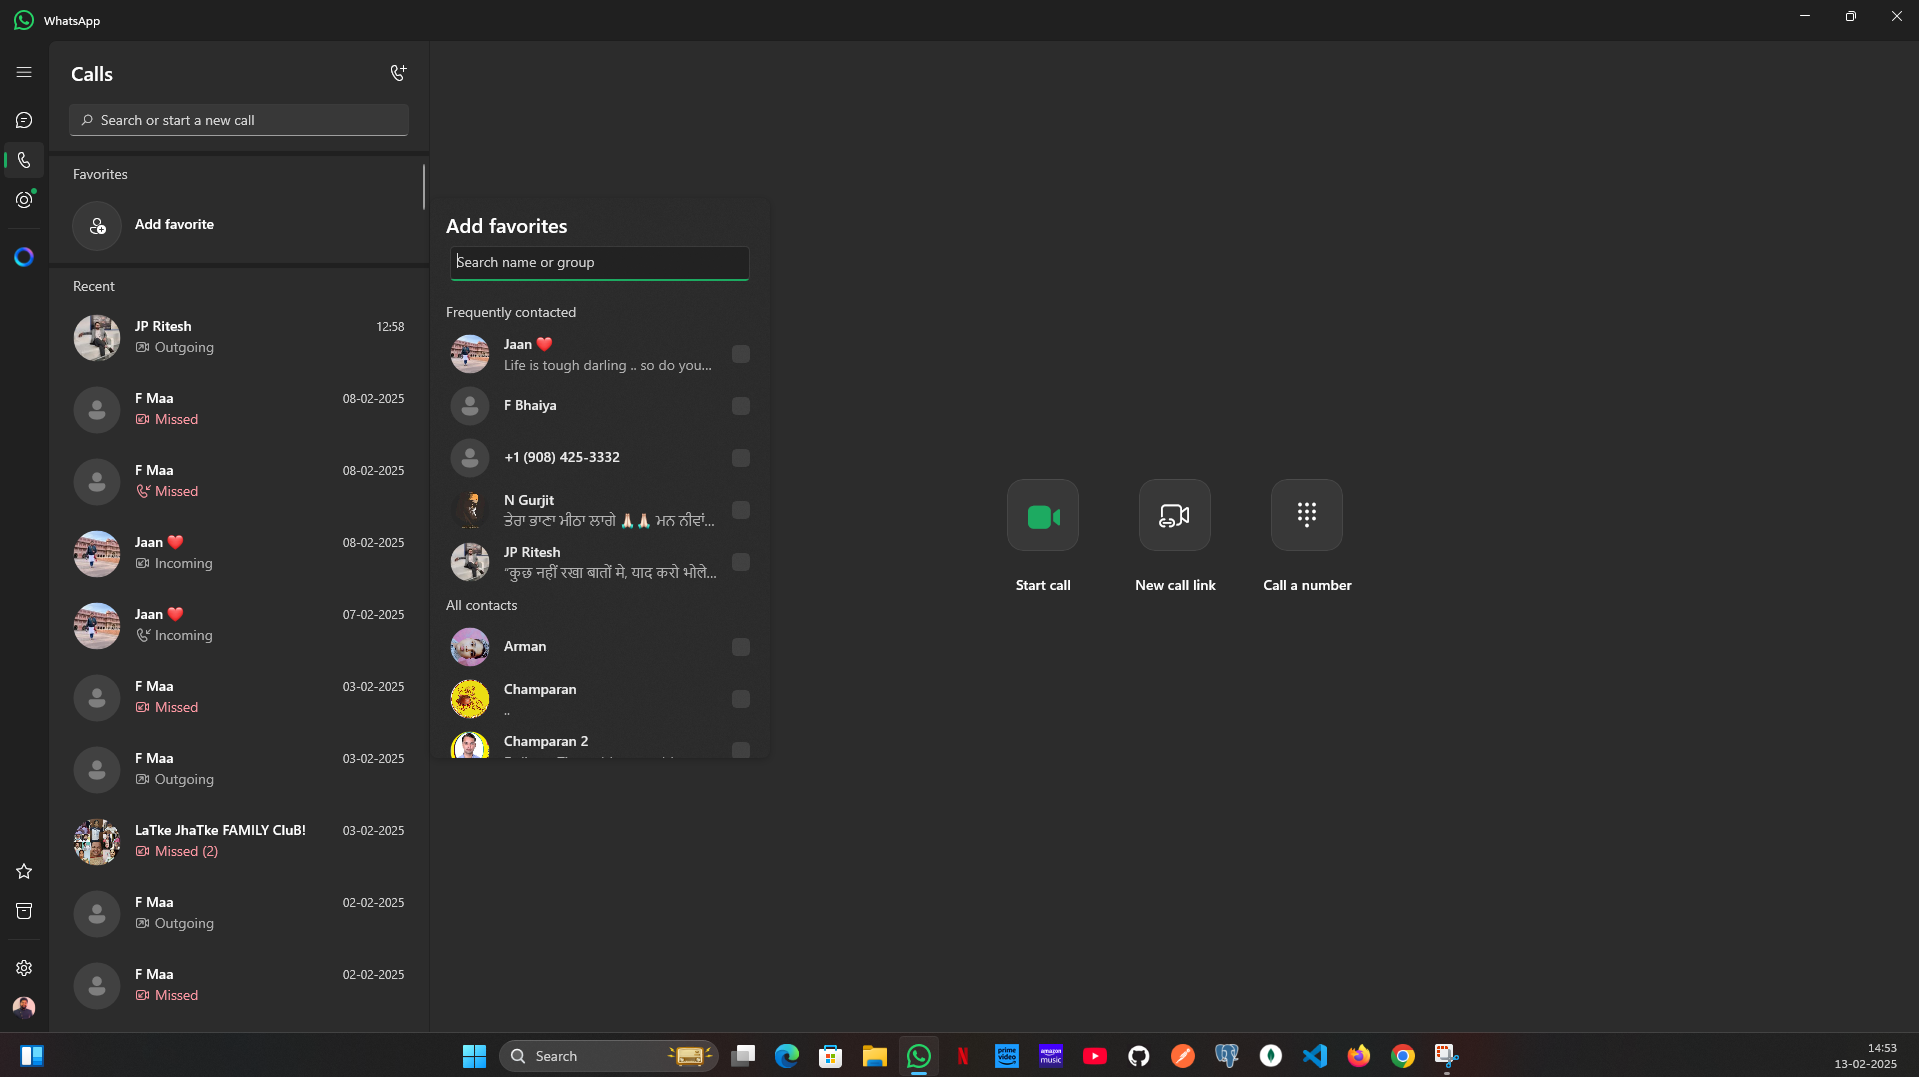 WhatsApp
Calls
Search or start a new call
Favorites
Add favorite
Recent
JP Ritesh 12:58
Outgoing
F Maa 08-02-2025
Missed
F Maa 08-02-2025
Missed
Jaan ❤️ 08-02-2025
Incoming
Jaan ❤️ 07-02-2025
Incoming
F Maa 03-02-2025
Missed
F Maa 03-02-2025
Outgoing
LaTke JhaTke FAMILY CluB! 03-02-2025
Missed (2)
F Maa 02-02-2025
Outgoing
F Maa 02-02-2025
Missed
Add favorites
Search name or group
Frequently contacted
Jaan ❤️
Life is tough darling .. so do you...
F Bhaiya
+1 (908) 425-3332
N Gurjit
ਤੇਰਾ ਭਾਣਾ ਮੀਠਾ ਲਾਗੇ 🙏🏻🙏🏻 ਮਨ ਨੀਵਾਂ...
JP Ritesh
“कुछ नहीं रखा बातों मे, याद करो भोले...
All contacts
Arman
Champaran
..
Champaran 2
Start call
New call link
Call a number
Search
prime video
amazon music
14:53
13-02-2025